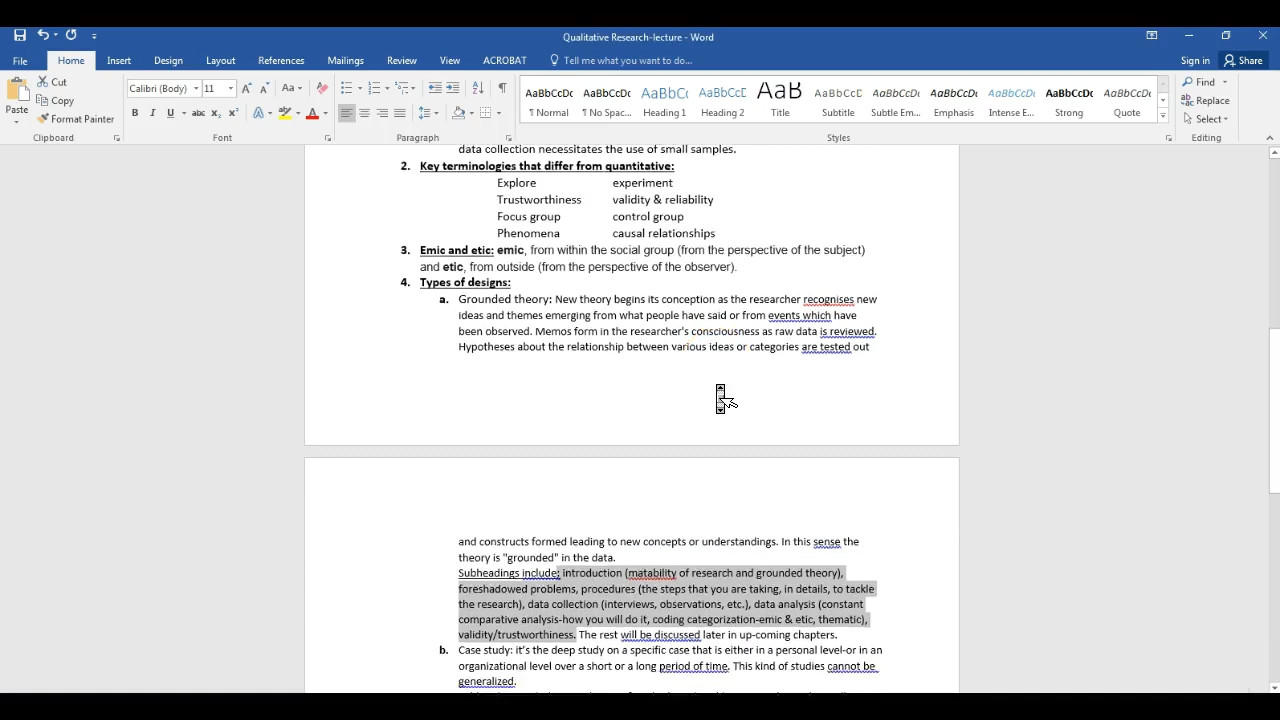 Qualitative Research-lecture - Word
File Home Insert Design Layout References Mailings Review View ACROBAT Tell me what you want to do... Sign in Share
Paste Cut Copy Format Painter
Calibri (Body) 11
AaBbCcDc AaBbCcDc AaBbCc AaBbCcD AaB AaBbCcD AaBbCcDc AaBbCcDc AaBbCcDc AaBbCcDc AaBbCcDc
¶ Normal ¶ No Spac... Heading 1 Heading 2 Title Subtitle Subtle Em... Emphasis Intense E... Strong Quote
Find Replace Select
Clipboard Font Paragraph Styles Editing
data collection necessitates the use of small samples.
2. Key terminologies that differ from quantitative:
Explore experiment
Trustworthiness validity & reliability
Focus group control group
Phenomena causal relationships
3. Emic and etic: emic, from within the social group (from the perspective of the subject)
and etic, from outside (from the perspective of the observer).
4. Types of designs:
a. Grounded theory: New theory begins its conception as the researcher recognises new
ideas and themes emerging from what people have said or from events which have
been observed. Memos form in the researcher's consciousness as raw data is reviewed.
Hypotheses about the relationship between various ideas or categories are tested out
and constructs formed leading to new concepts or understandings. In this sense the
theory is "grounded" in the data.
Subheadings include: introduction (matability of research and grounded theory),
foreshadowed problems, procedures (the steps that you are taking, in details, to tackle
the research), data collection (interviews, observations, etc.), data analysis (constant
comparative analysis-how you will do it, coding categorization-emic & etic, thematic),
validity/trustworthiness. The rest will be discussed later in up-coming chapters.
b. Case study: it's the deep study on a specific case that is either in a personal level-or in an
organizational level over a short or a long period of time. This kind of studies cannot be
generalized.